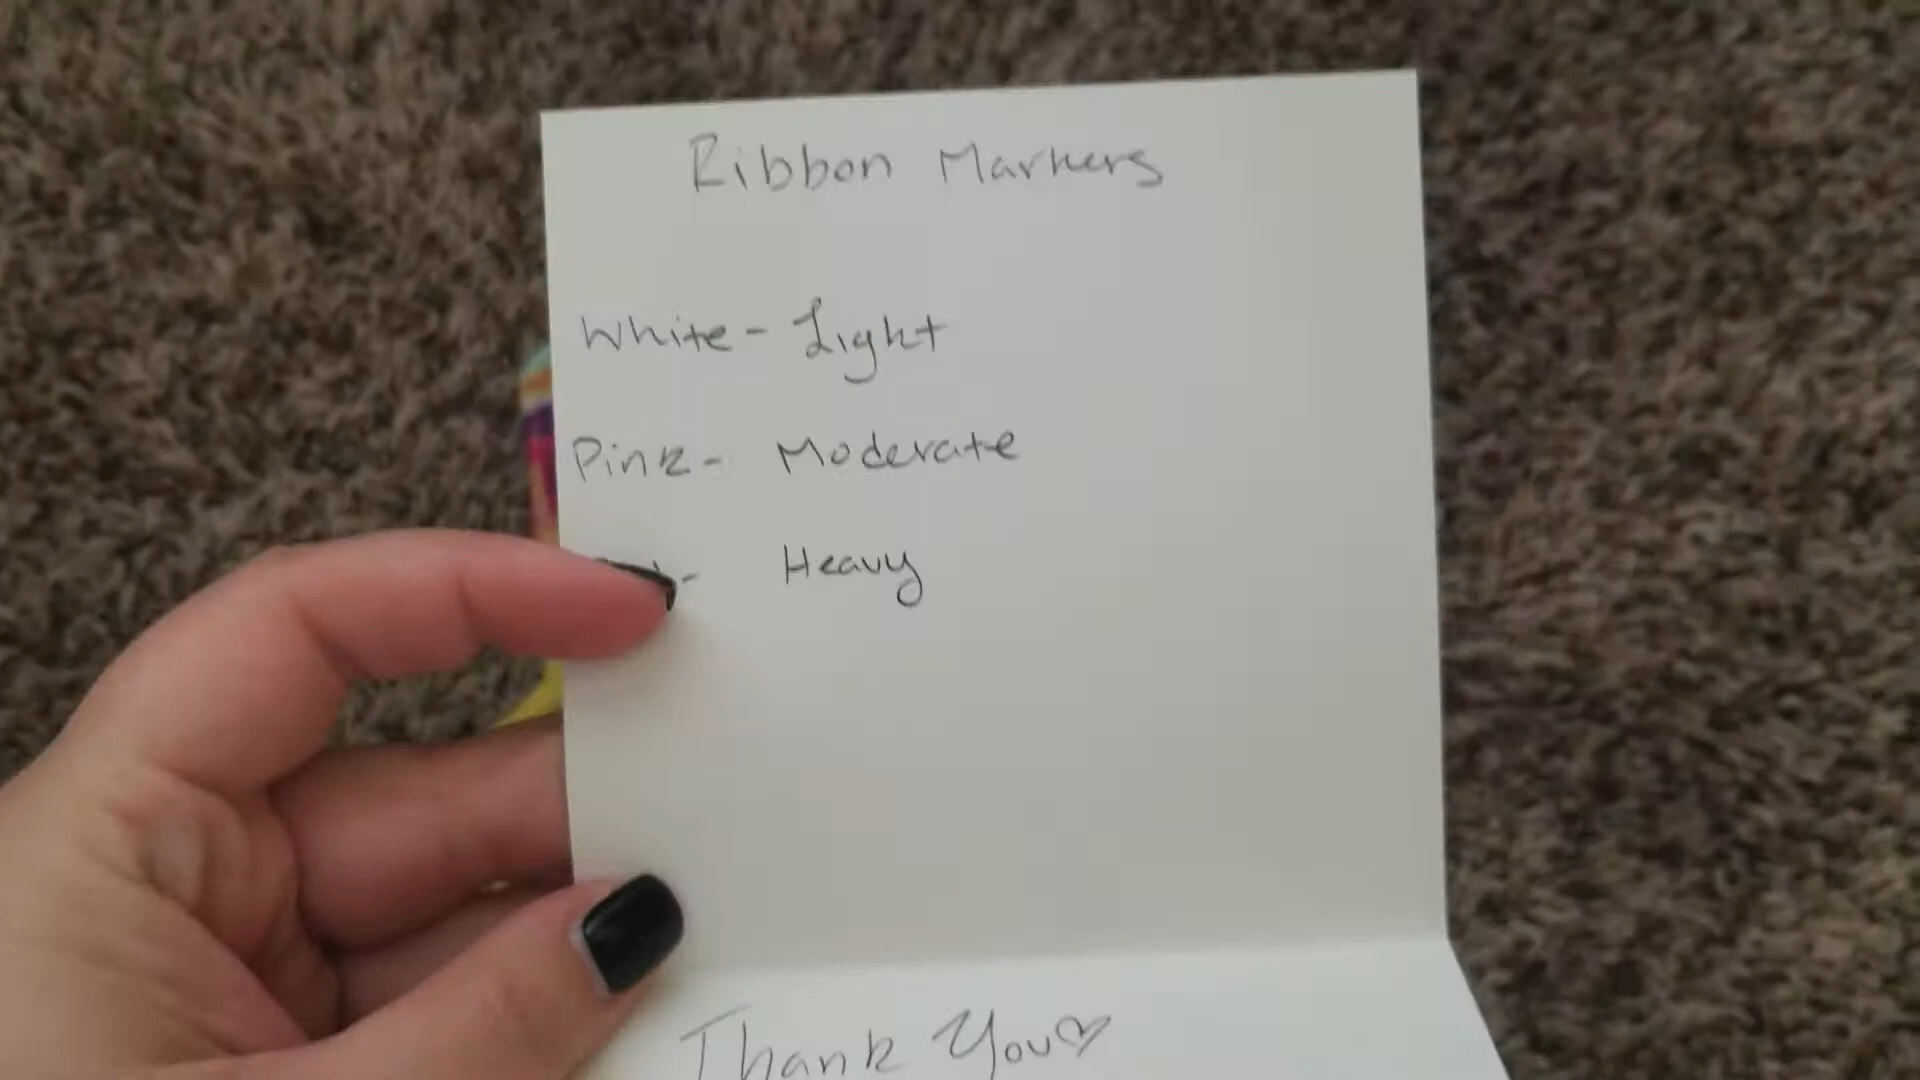 Ribbon Markers
White - Light
Pink - Moderate
- Heavy
Thank You♡